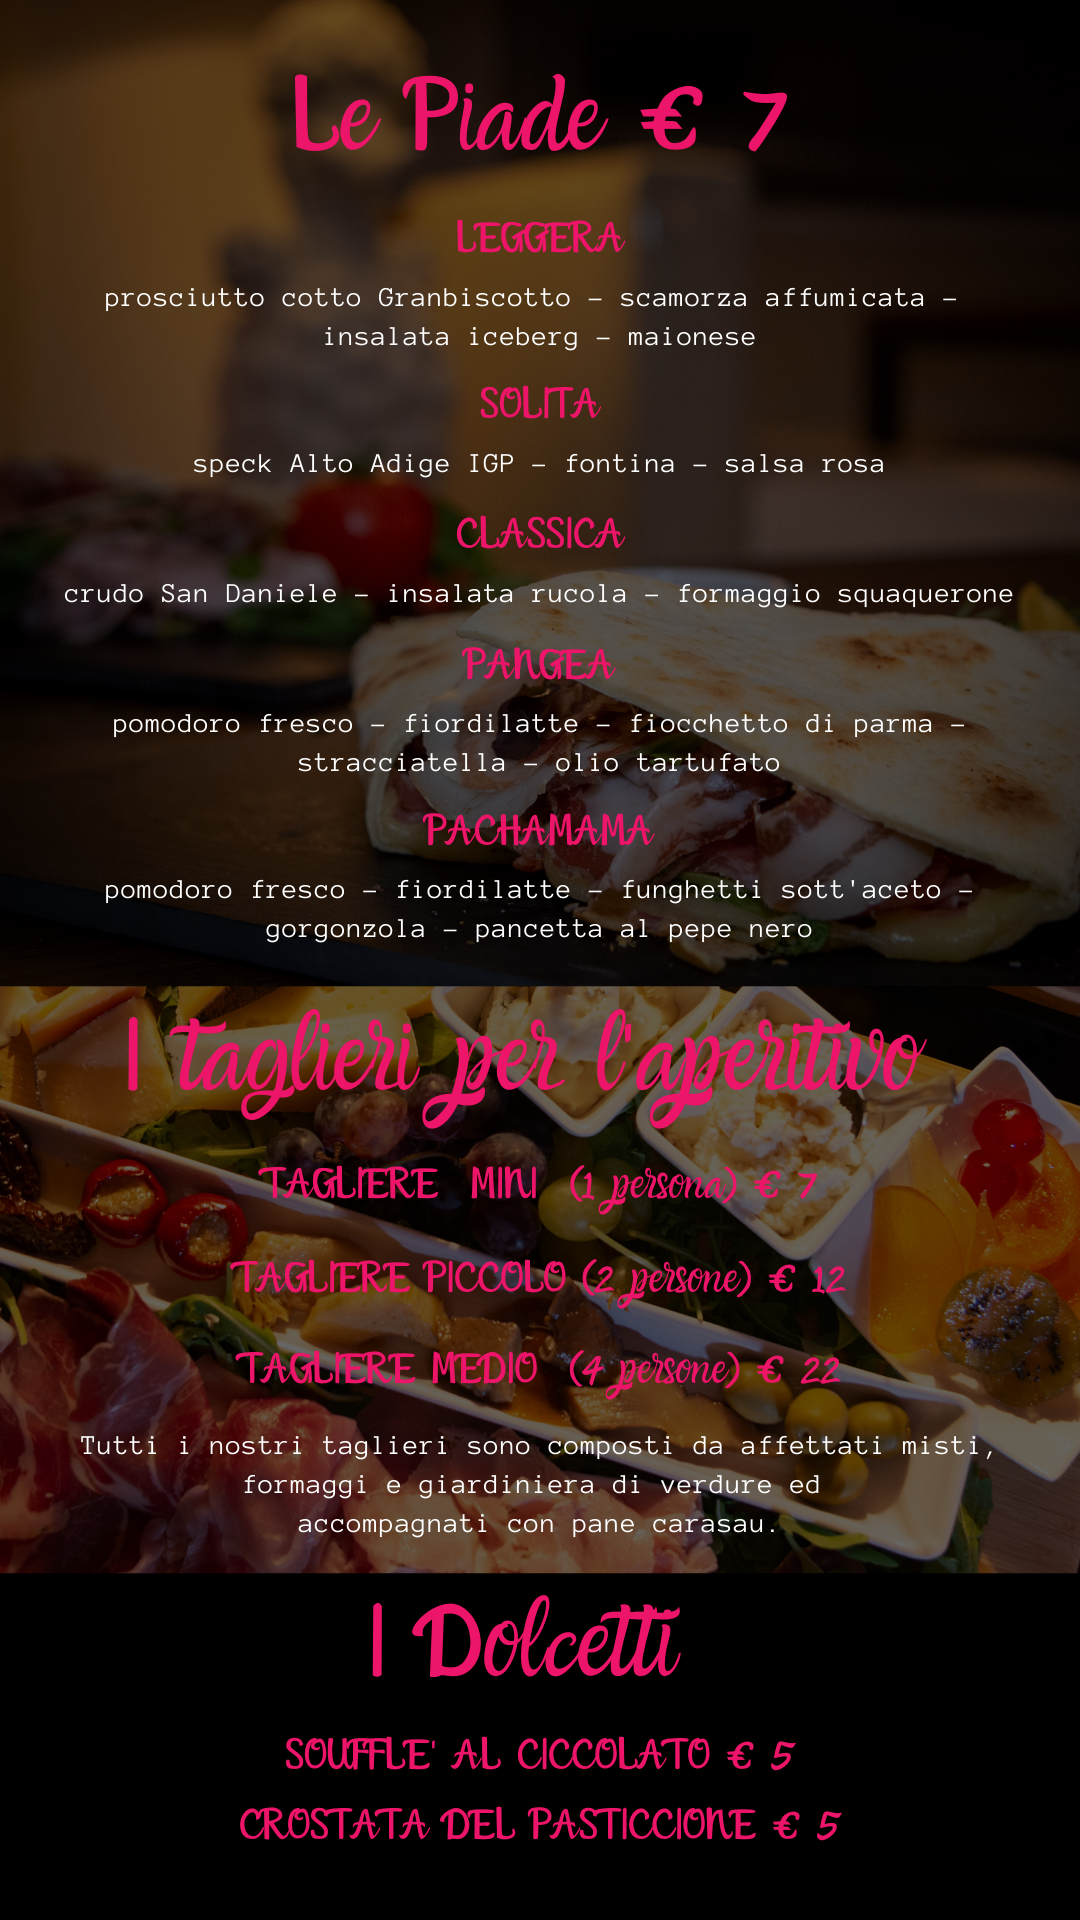 Le Piade € 7
LEGGERA
prosciutto cotto Granbiscotto - scamorza affumicata -
insalata iceberg - maionese
SOLITA
speck Alto Adige IGP - fontina - salsa rosa
CLASSICA
crudo San Daniele - insalata rucola - formaggio squaquerone
PANGEA
pomodoro fresco - fiordilatte - fiocchetto di parma -
stracciatella - olio tartufato
PACHAMAMA
pomodoro fresco - fiordilatte - funghetti sott'aceto -
gorgonzola - pancetta al pepe nero
I taglieri per l'aperitivo
TAGLIERE MINI (1 persona) € 7
TAGLIERE PICCOLO (2 persone) € 12
TAGLIERE MEDIO (4 persone) € 22
Tutti i nostri taglieri sono composti da affettati misti,
formaggi e giardiniera di verdure ed
accompagnati con pane carasau.
I Dolcetti
SOUFFLE' AL CICCOLATO € 5
CROSTATA DEL PASTICCIONE € 5